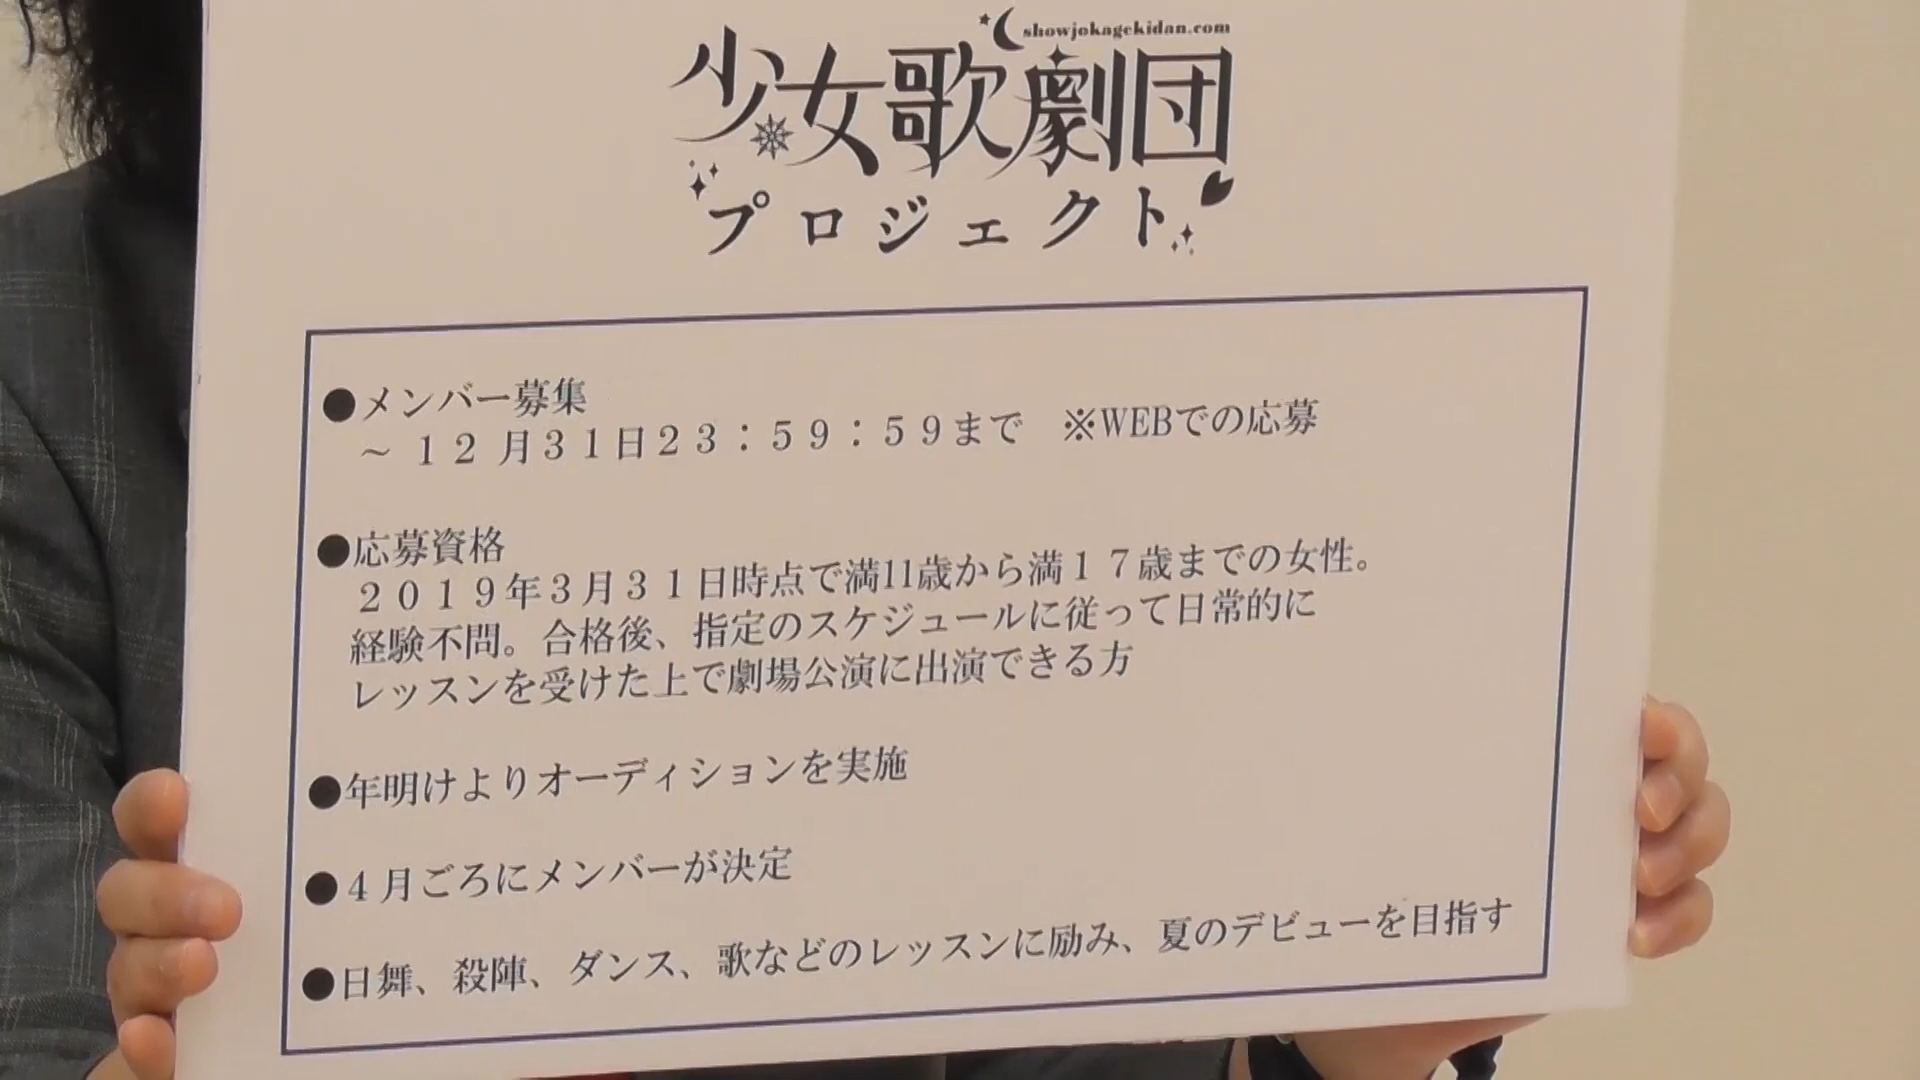 showjokagekidan.com
少女歌劇団
プロジェクト
●メンバー募集
～１２月３１日２３：５９：５９まで　※WEBでの応募
●応募資格
２０１９年３月３１日時点で満11歳から満１７歳までの女性。
経験不問。合格後、指定のスケジュールに従って日常的に
レッスンを受けた上で劇場公演に出演できる方
●年明けよりオーディションを実施
●４月ごろにメンバーが決定
●日舞、殺陣、ダンス、歌などのレッスンに励み、夏のデビューを目指す